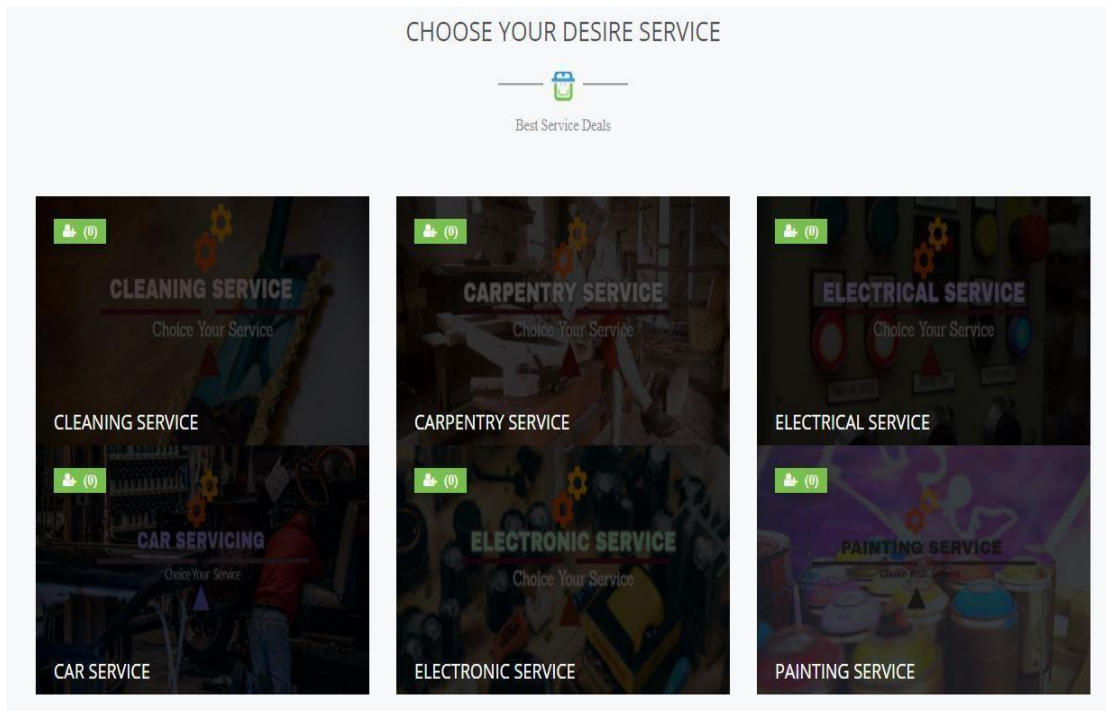 CHOOSE YOUR DESIRE SERVICE
Best Service Deals
(0)
CLEANING SERVICE
Choice Your Service
CLEANING SERVICE
(0)
CARPENTRY SERVICE
Choice Your Service
CARPENTRY SERVICE
(0)
ELECTRICAL SERVICE
Choice Your Service
ELECTRICAL SERVICE
(0)
CAR SERVICING
Choice Your Service
CAR SERVICE
(0)
ELECTRONIC SERVICE
Choice Your Service
ELECTRONIC SERVICE
(0)
PAINTING SERVICE
Choice Your Service
PAINTING SERVICE